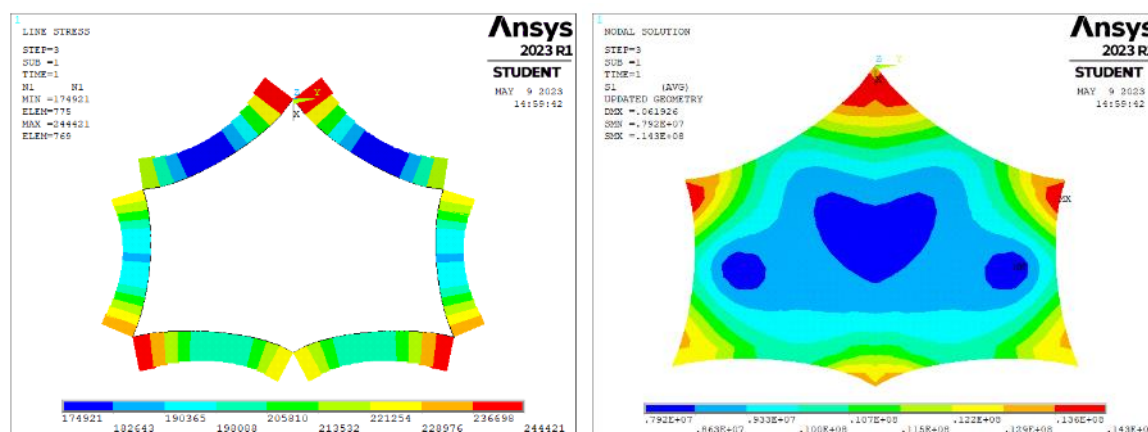 1
LINE STRESS
STEP=3
SUB =1
TIME=1
N1 N1
MIN =174921
ELEM=775
MAX =244421
ELEM=769
Ansys
2023 R1
STUDENT
MAY 9 2023
14:59:42
Z
Y
X
174921
182643
190365
198088
205810
213532
221254
228976
236698
244421
1
NODAL SOLUTION
STEP=3
SUB =1
TIME=1
S1 (AVG)
UPDATED GEOMETRY
DMX =.061926
SMN =.792E+07
SMX =.143E+08
Ansys
2023 R
STUDENT
MAY 9 2023
14:59:42
Z
Y
MX
.792E+07
.863E+07
.933E+07
.100E+08
.107E+08
.115E+08
.122E+08
.129E+08
.136E+08
.143E+0